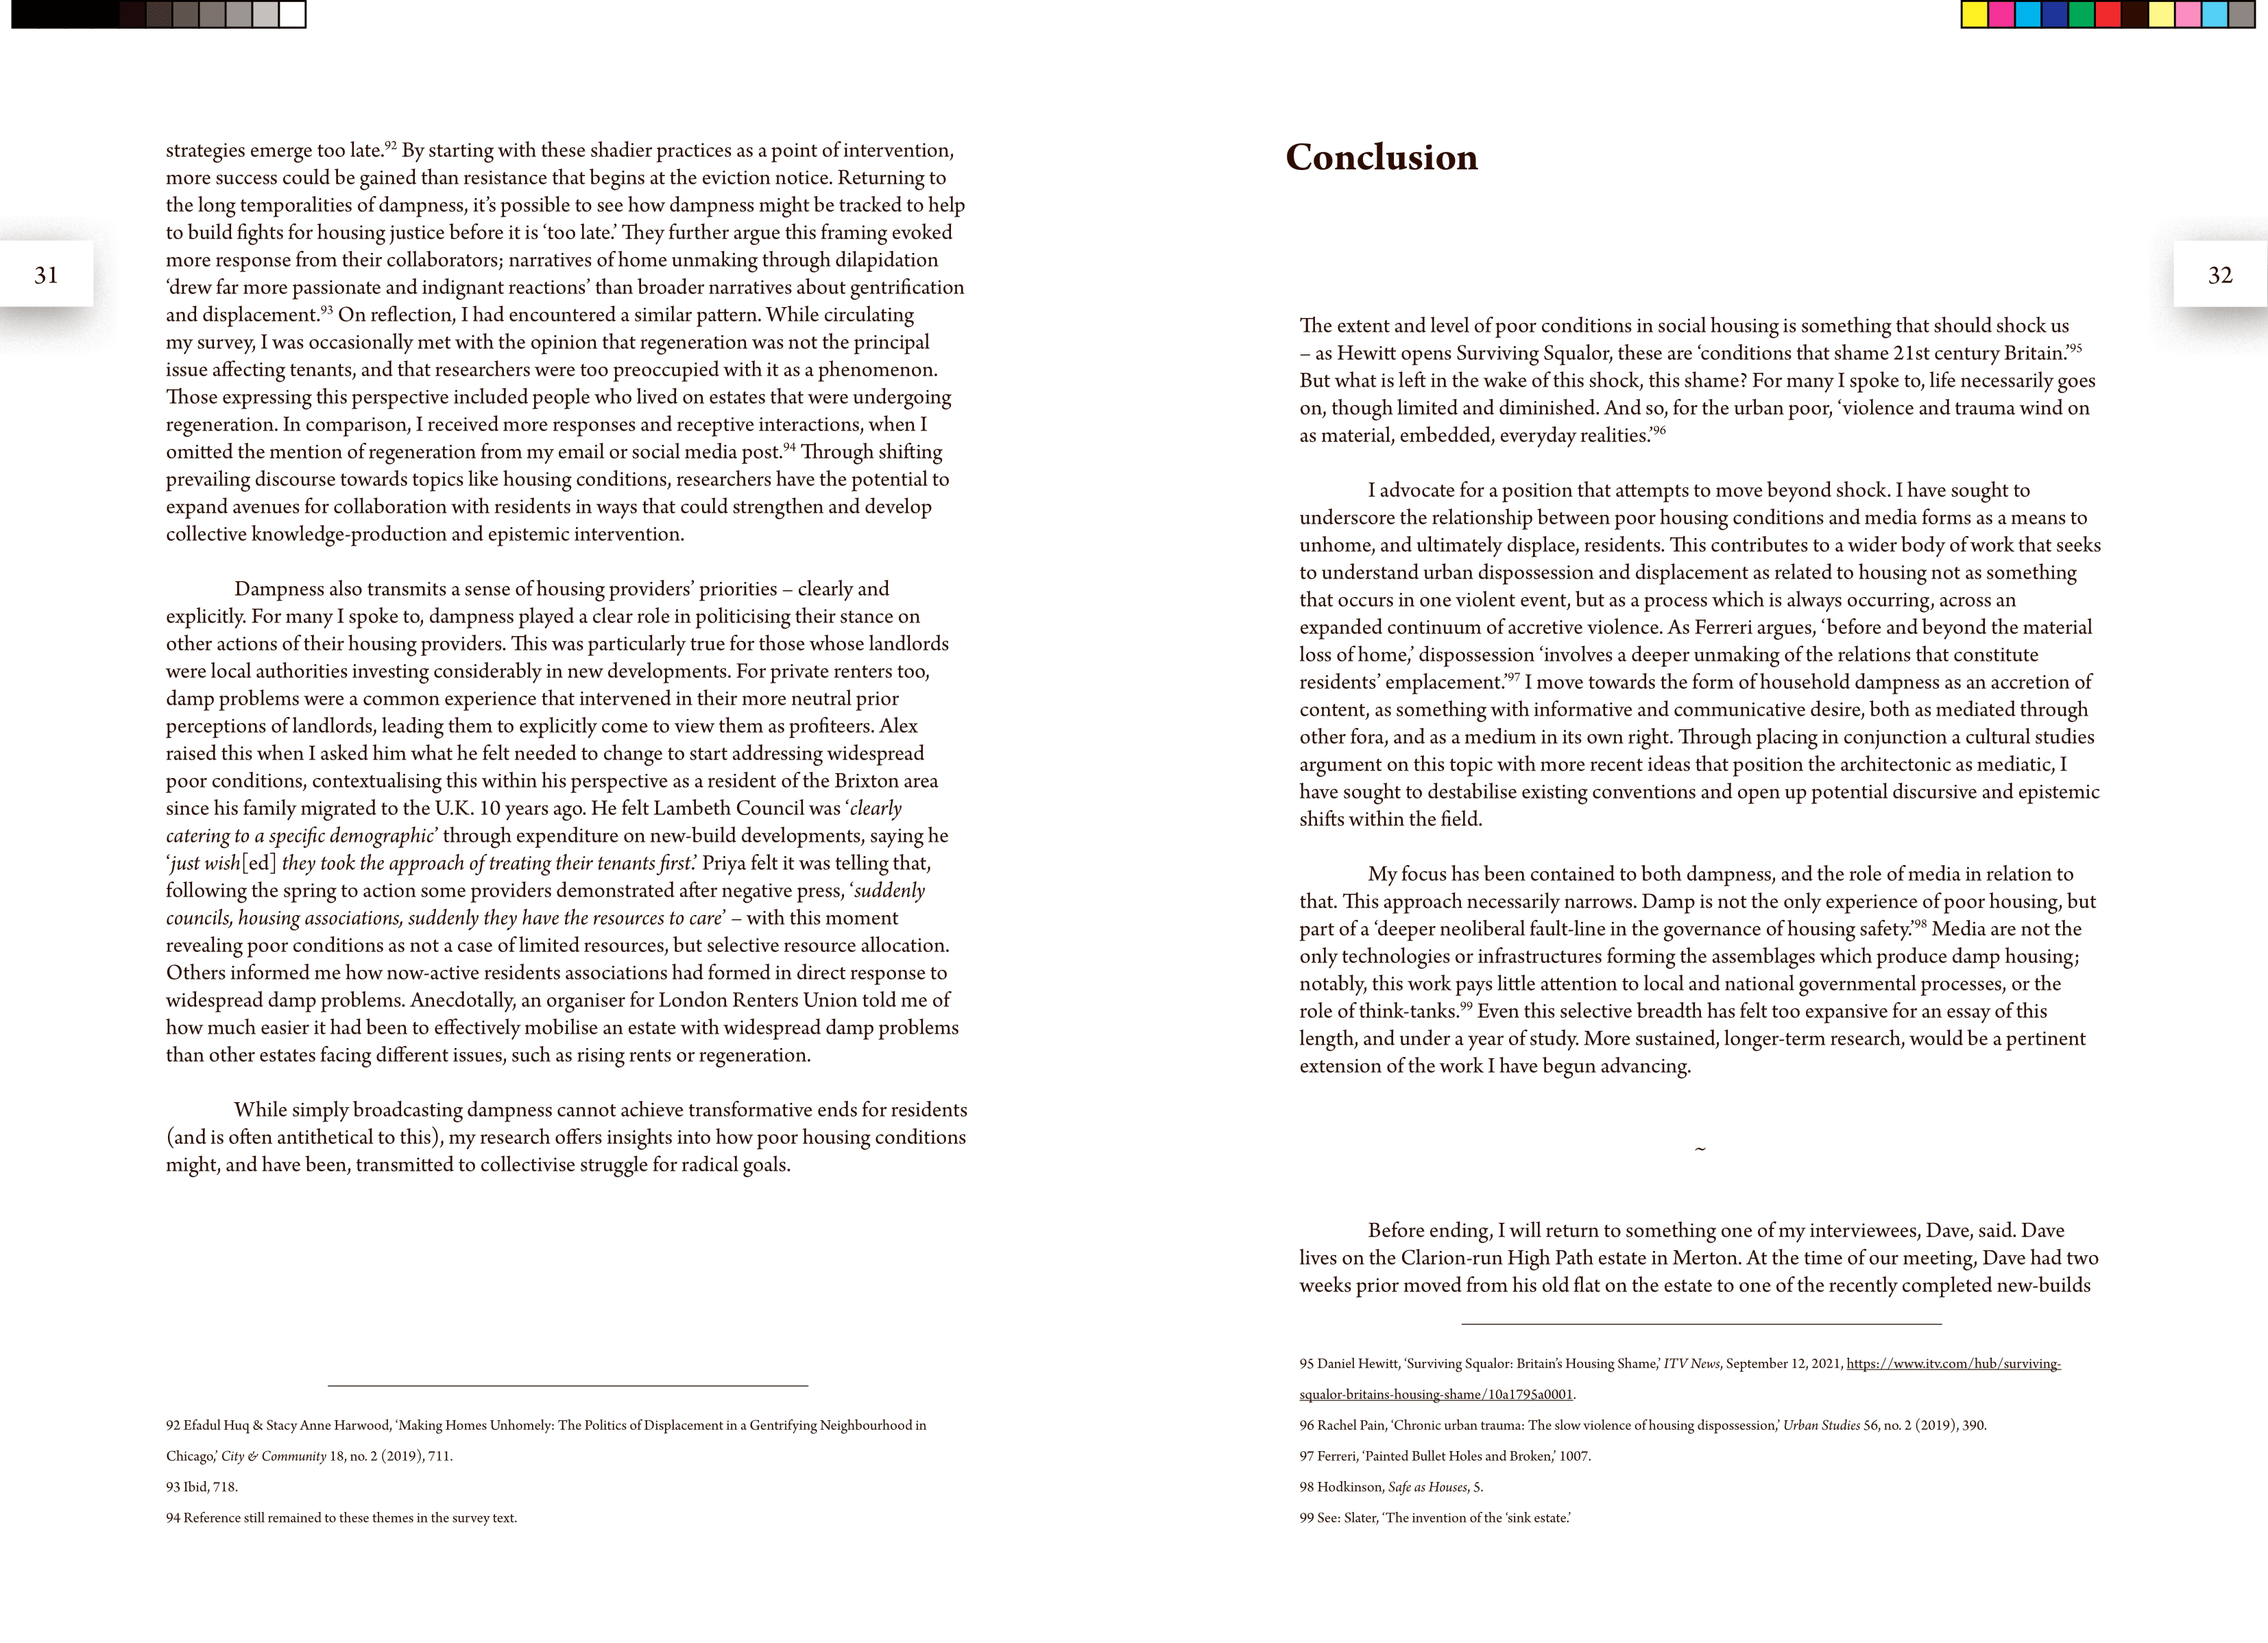 31
strategies emerge too late.92 By starting with these shadier practices as a point of intervention,
more success could be gained than resistance that begins at the eviction notice. Returning to
the long temporalities of dampness, it’s possible to see how dampness might be tracked to help
to build fights for housing justice before it is ‘too late.’ They further argue this framing evoked
more response from their collaborators; narratives of home unmaking through dilapidation
‘drew far more passionate and indignant reactions’ than broader narratives about gentrification
and displacement.93 On reflection, I had encountered a similar pattern. While circulating
my survey, I was occasionally met with the opinion that regeneration was not the principal
issue affecting tenants, and that researchers were too preoccupied with it as a phenomenon.
Those expressing this perspective included people who lived on estates that were undergoing
regeneration. In comparison, I received more responses and receptive interactions, when I
omitted the mention of regeneration from my email or social media post.94 Through shifting
prevailing discourse towards topics like housing conditions, researchers have the potential to
expand avenues for collaboration with residents in ways that could strengthen and develop
collective knowledge-production and epistemic intervention.
Dampness also transmits a sense of housing providers’ priorities – clearly and
explicitly. For many I spoke to, dampness played a clear role in politicising their stance on
other actions of their housing providers. This was particularly true for those whose landlords
were local authorities investing considerably in new developments. For private renters too,
damp problems were a common experience that intervened in their more neutral prior
perceptions of landlords, leading them to explicitly come to view them as profiteers. Alex
raised this when I asked him what he felt needed to change to start addressing widespread
poor conditions, contextualising this within his perspective as a resident of the Brixton area
since his family migrated to the U.K. 10 years ago. He felt Lambeth Council was ‘clearly
catering to a specific demographic’ through expenditure on new-build developments, saying he
‘just wish[ed] they took the approach of treating their tenants first.’ Priya felt it was telling that,
following the spring to action some providers demonstrated after negative press, ‘suddenly
councils, housing associations, suddenly they have the resources to care’ – with this moment
revealing poor conditions as not a case of limited resources, but selective resource allocation.
Others informed me how now-active residents associations had formed in direct response to
widespread damp problems. Anecdotally, an organiser for London Renters Union told me of
how much easier it had been to effectively mobilise an estate with widespread damp problems
than other estates facing different issues, such as rising rents or regeneration.
While simply broadcasting dampness cannot achieve transformative ends for residents
(and is often antithetical to this), my research offers insights into how poor housing conditions
might, and have been, transmitted to collectivise struggle for radical goals.
92 Efadul Huq & Stacy Anne Harwood, ‘Making Homes Unhomely: The Politics of Displacement in a Gentrifying Neighbourhood in
Chicago,’ City & Community 18, no. 2 (2019), 711.
93 Ibid, 718.
94 Reference still remained to these themes in the survey text.
Conclusion
32
The extent and level of poor conditions in social housing is something that should shock us
– as Hewitt opens Surviving Squalor, these are ‘conditions that shame 21st century Britain.’95
But what is left in the wake of this shock, this shame? For many I spoke to, life necessarily goes
on, though limited and diminished. And so, for the urban poor, ‘violence and trauma wind on
as material, embedded, everyday realities.’96
I advocate for a position that attempts to move beyond shock. I have sought to
underscore the relationship between poor housing conditions and media forms as a means to
unhome, and ultimately displace, residents. This contributes to a wider body of work that seeks
to understand urban dispossession and displacement as related to housing not as something
that occurs in one violent event, but as a process which is always occurring, across an
expanded continuum of accretive violence. As Ferreri argues, ‘before and beyond the material
loss of home,’ dispossession ‘involves a deeper unmaking of the relations that constitute
residents’ emplacement.’97 I move towards the form of household dampness as an accretion of
content, as something with informative and communicative desire, both as mediated through
other fora, and as a medium in its own right. Through placing in conjunction a cultural studies
argument on this topic with more recent ideas that position the architectonic as mediatic, I
have sought to destabilise existing conventions and open up potential discursive and epistemic
shifts within the field.
My focus has been contained to both dampness, and the role of media in relation to
that. This approach necessarily narrows. Damp is not the only experience of poor housing, but
part of a ‘deeper neoliberal fault-line in the governance of housing safety.’98 Media are not the
only technologies or infrastructures forming the assemblages which produce damp housing;
notably, this work pays little attention to local and national governmental processes, or the
role of think-tanks.99 Even this selective breadth has felt too expansive for an essay of this
length, and under a year of study. More sustained, longer-term research, would be a pertinent
extension of the work I have begun advancing.
~
Before ending, I will return to something one of my interviewees, Dave, said. Dave
lives on the Clarion-run High Path estate in Merton. At the time of our meeting, Dave had two
weeks prior moved from his old flat on the estate to one of the recently completed new-builds
95 Daniel Hewitt, ‘Surviving Squalor: Britain’s Housing Shame,’ ITV News, September 12, 2021, https://www.itv.com/hub/surviving-
squalor-britains-housing-shame/10a1795a0001.
96 Rachel Pain, ‘Chronic urban trauma: The slow violence of housing dispossession,’ Urban Studies 56, no. 2 (2019), 390.
97 Ferreri, ‘Painted Bullet Holes and Broken,’ 1007.
98 Hodkinson, Safe as Houses, 5.
99 See: Slater, ‘The invention of the ‘sink estate.’